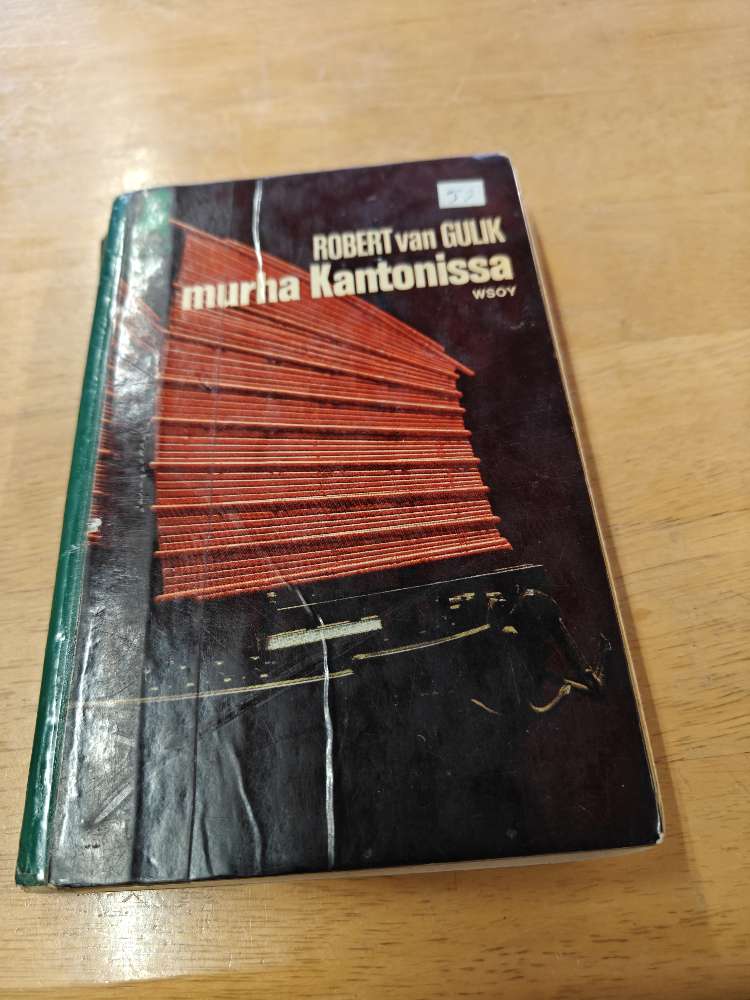 ROBERT van GULIK
murha Kantonissa
WSOY